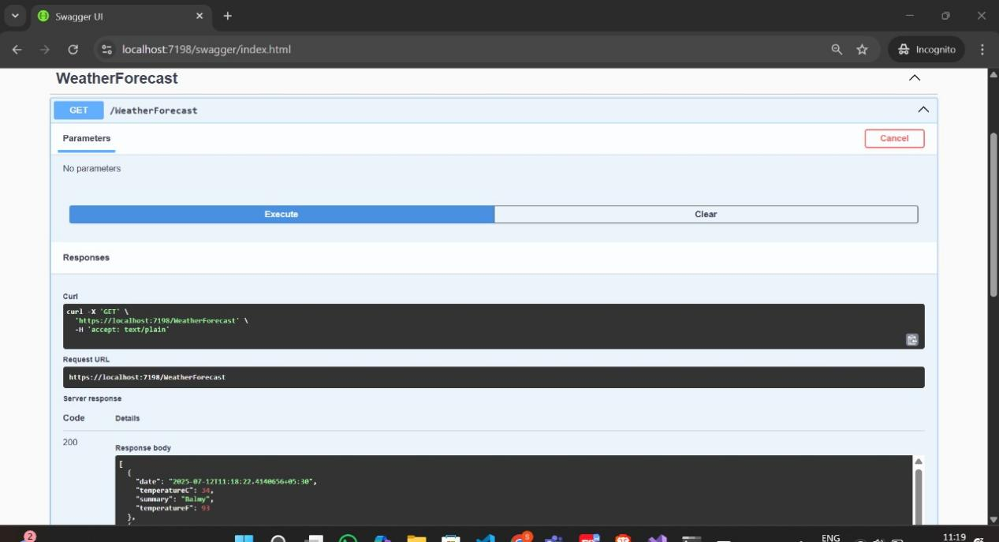 Swagger UI
localhost:7198/swagger/index.html
Incognito
WeatherForecast
GET /WeatherForecast
Parameters
Cancel
No parameters
Execute
Clear
Responses
Curl
curl -X 'GET' \
'https://localhost:7198/WeatherForecast' \
-H 'accept: text/plain'
Request URL
https://localhost:7198/WeatherForecast
Server response
Code Details
200
Response body
[
{
"date": "2025-07-12T11:18:22.4140656+05:30",
"temperatureC": 34,
"summary": "Balmy",
"temperatureF": 93
},
2
S
ENG
11:19